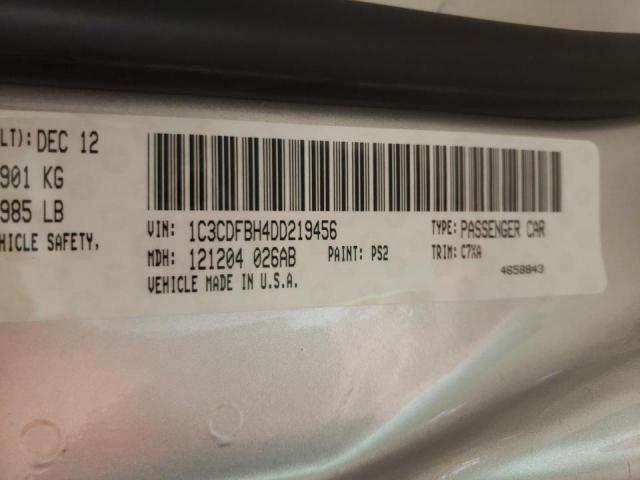 LT): DEC 12
901 KG
985 LB
HICLE SAFETY,
VIN: 1C3CDFBH4DD219456 TYPE: PASSENGER CAR
MDH: 121204 026AB PAINT: PS2 TRIM: C7XA
VEHICLE MADE IN U.S.A. 4658843